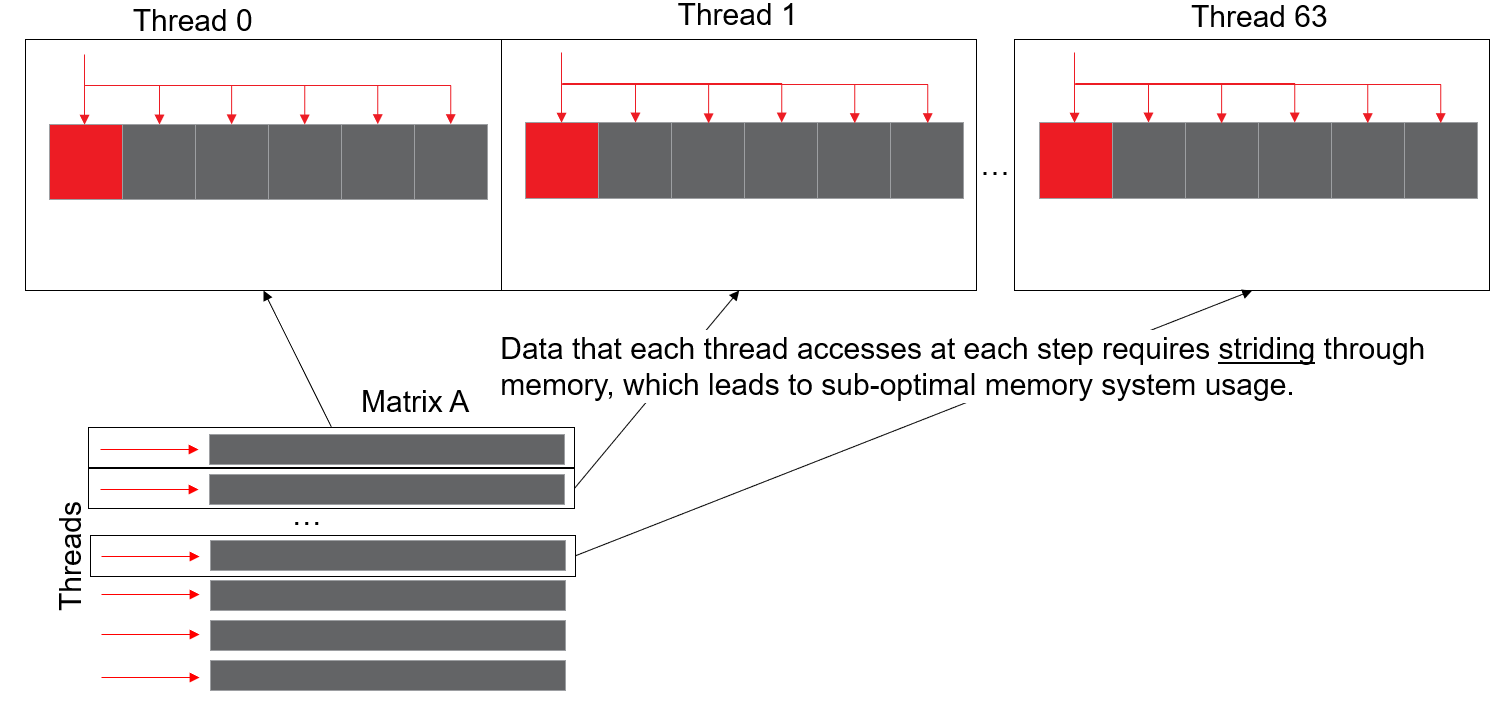 Thread 0
Thread 1
Thread 63
…
Data that each thread accesses at each step requires striding through
memory, which leads to sub-optimal memory system usage.
Matrix A
…
Threads